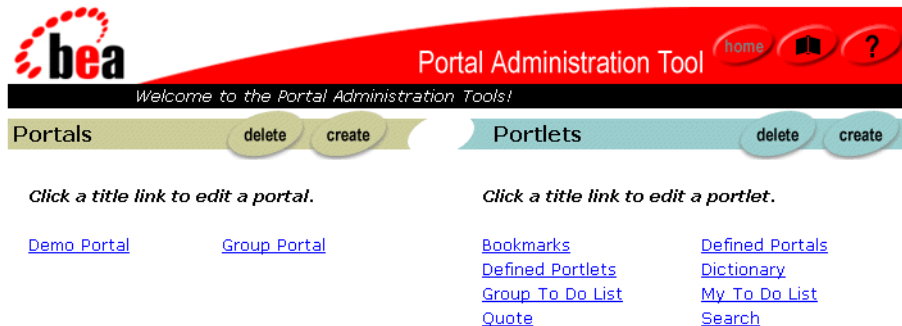 bea
Portal Administration Tool
home
?
Welcome to the Portal Administration Tools!
Portals
delete
create
Portlets
delete
create
Click a title link to edit a portal.
Click a title link to edit a portlet.
Demo Portal
Group Portal
Bookmarks
Defined Portals
Defined Portlets
Dictionary
Group To Do List
My To Do List
Quote
Search